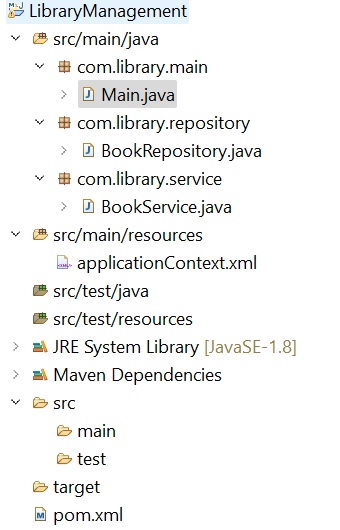 LibraryManagement
src/main/java
com.library.main
Main.java
com.library.repository
BookRepository.java
com.library.service
BookService.java
src/main/resources
applicationContext.xml
src/test/java
src/test/resources
JRE System Library [JavaSE-1.8]
Maven Dependencies
src
main
test
target
pom.xml